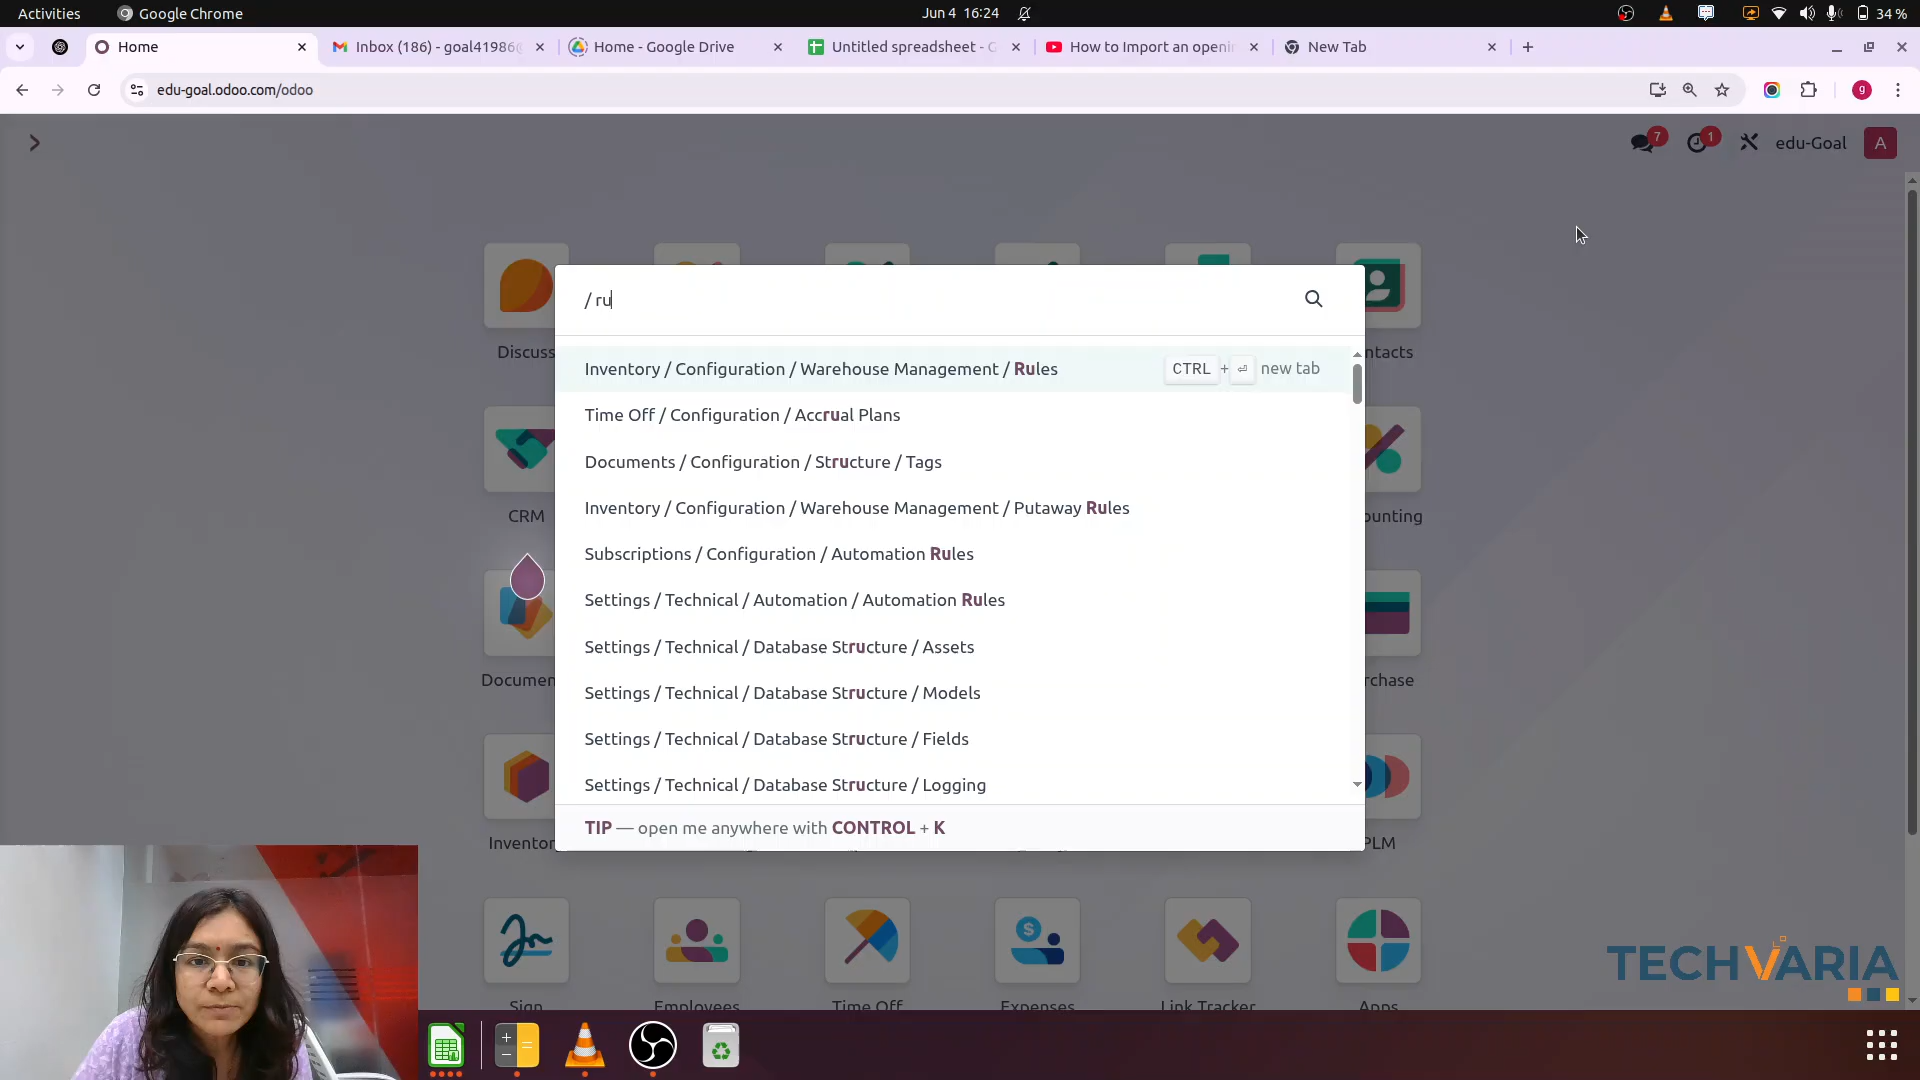 Activities
Google Chrome
Jun 4 16:24
34 %
Home
Inbox (186) - goal41986
Home - Google Drive
Untitled spreadsheet - G
How to Import an openi
New Tab
edu-goal.odoo.com/odoo
g
7
1
edu-Goal
A
/ ru
Discuss
ntacts
Inventory / Configuration / Warehouse Management / Rules
CTRL + ⏎ new tab
Time Off / Configuration / Accrual Plans
Documents / Configuration / Structure / Tags
Inventory / Configuration / Warehouse Management / Putaway Rules
CRM
ounting
Subscriptions / Configuration / Automation Rules
Settings / Technical / Automation / Automation Rules
Settings / Technical / Database Structure / Assets
Documen
rchase
Settings / Technical / Database Structure / Models
Settings / Technical / Database Structure / Fields
Settings / Technical / Database Structure / Logging
TIP — open me anywhere with CONTROL + K
Inventor
PLM
Sign
Employees
Time Off
Expenses
Link Tracker
Apps
TECHVARIA